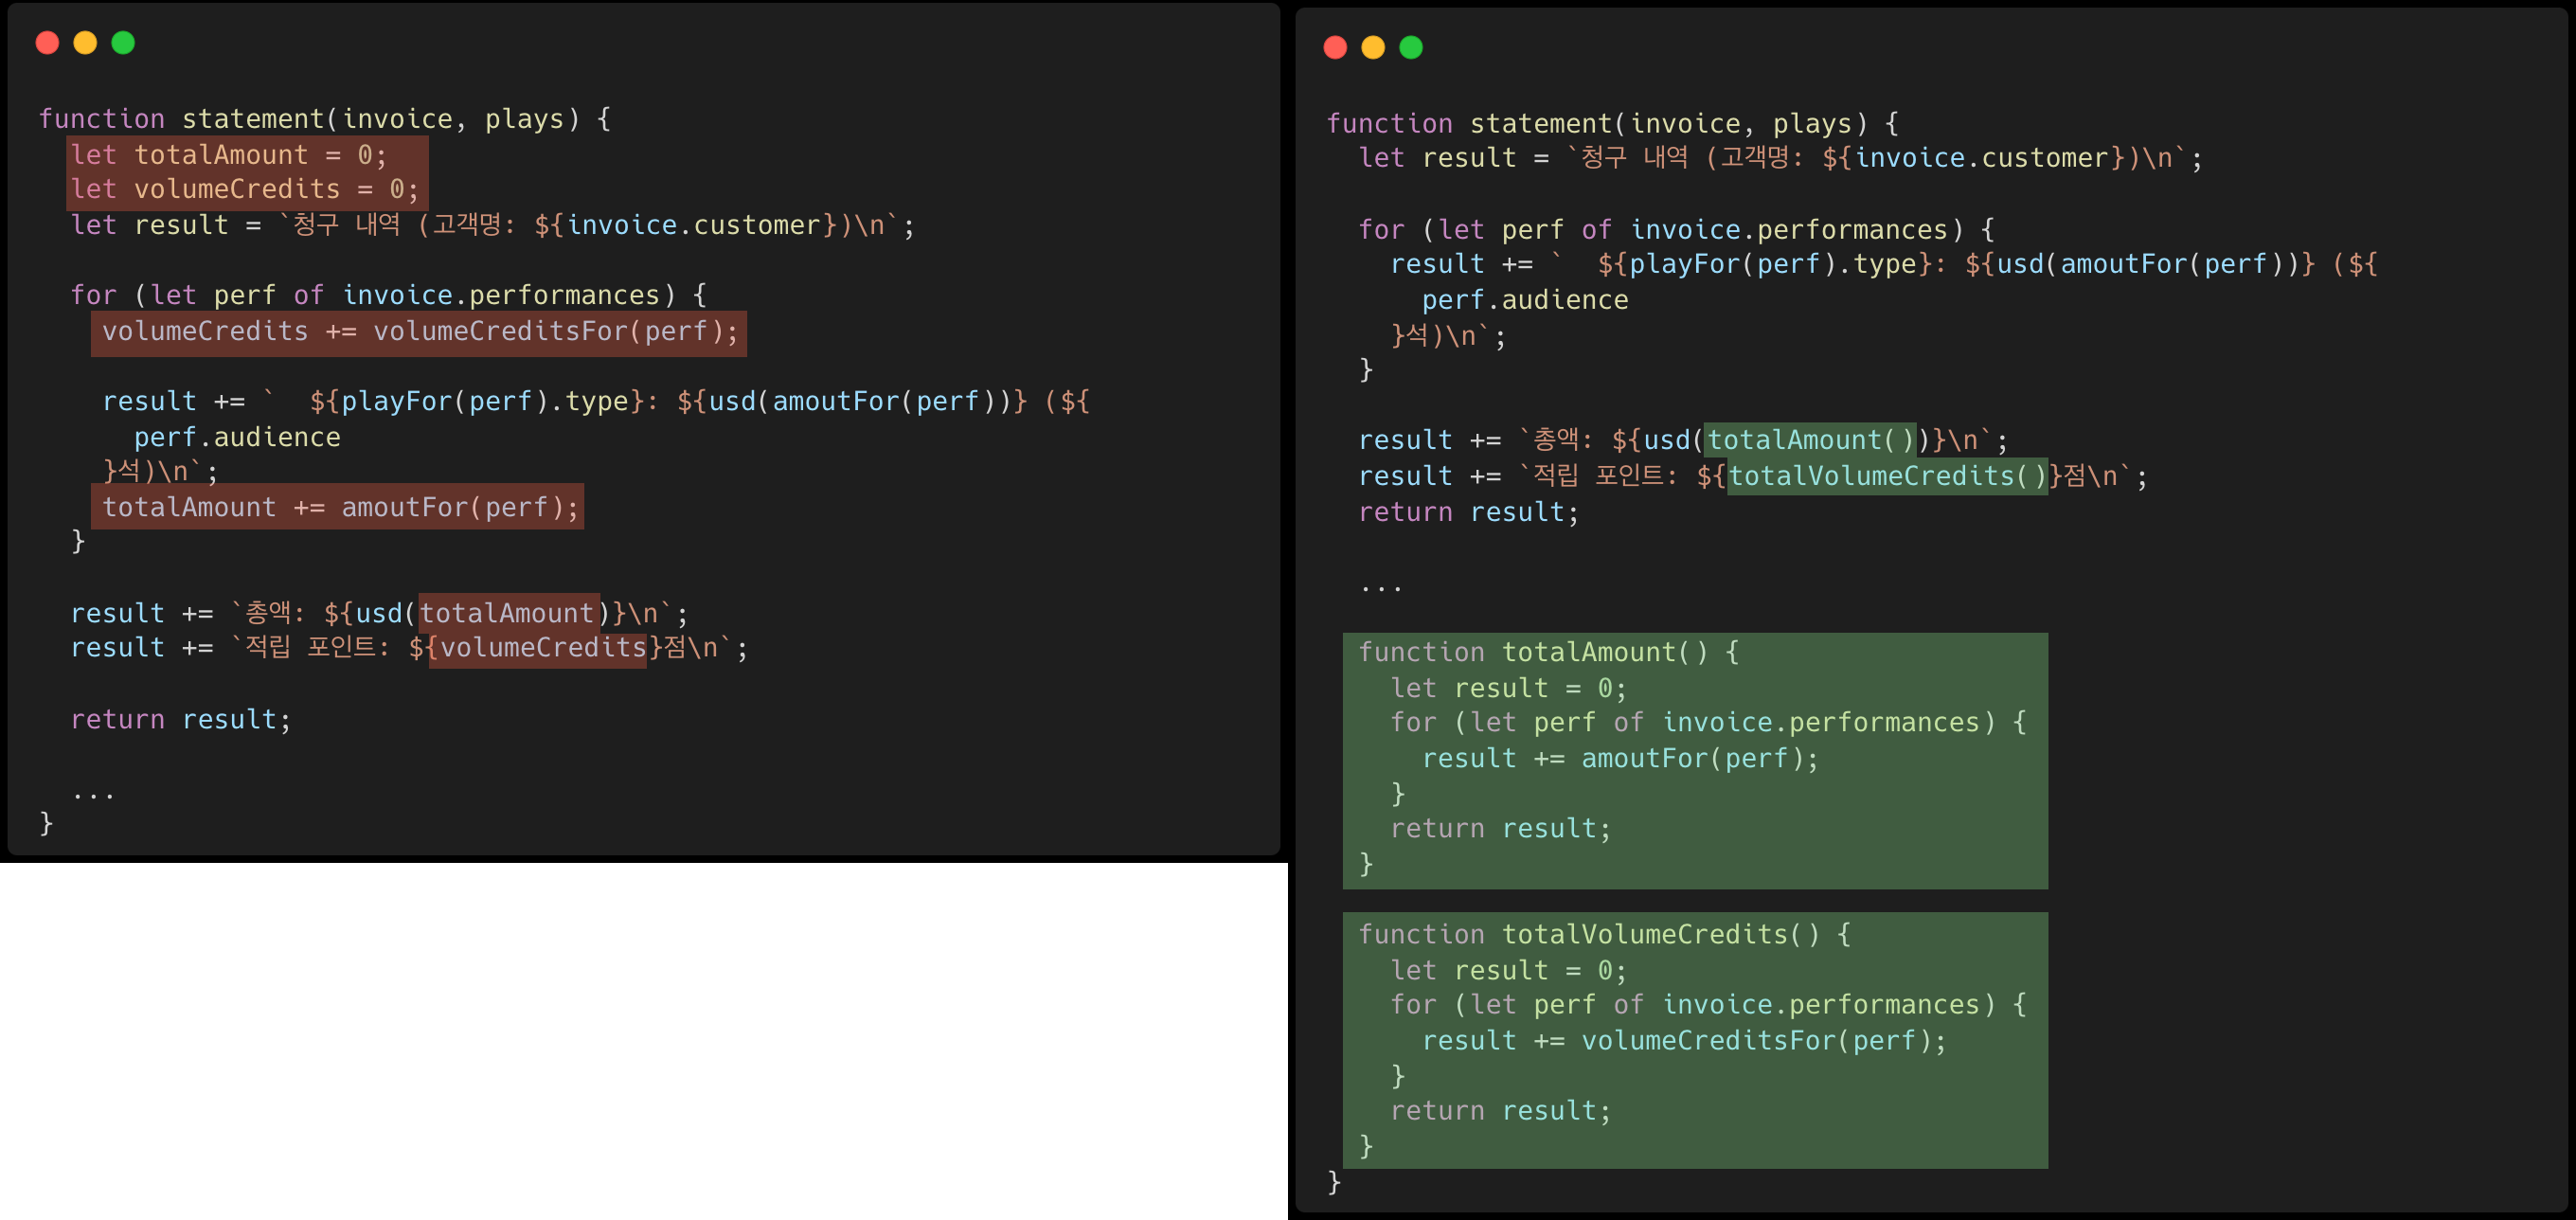 function statement(invoice, plays) {
  let totalAmount = 0;
  let volumeCredits = 0;
  let result = `청구 내역 (고객명: ${invoice.customer})\n`;

  for (let perf of invoice.performances) {
    volumeCredits += volumeCreditsFor(perf);

    result += `  ${playFor(perf).type}: ${usd(amoutFor(perf))} (${
      perf.audience
    }석)\n`;
    totalAmount += amoutFor(perf);
  }

  result += `총액: ${usd(totalAmount)}\n`;
  result += `적립 포인트: ${volumeCredits}점\n`;

  return result;

  ...
}

function statement(invoice, plays) {
  let result = `청구 내역 (고객명: ${invoice.customer})\n`;

  for (let perf of invoice.performances) {
    result += `  ${playFor(perf).type}: ${usd(amoutFor(perf))} (${
      perf.audience
    }석)\n`;
  }

  result += `총액: ${usd(totalAmount())}\n`;
  result += `적립 포인트: ${totalVolumeCredits()}점\n`;
  return result;

  ...

  function totalAmount() {
    let result = 0;
    for (let perf of invoice.performances) {
      result += amoutFor(perf);
    }
    return result;
  }

  function totalVolumeCredits() {
    let result = 0;
    for (let perf of invoice.performances) {
      result += volumeCreditsFor(perf);
    }
    return result;
  }
}